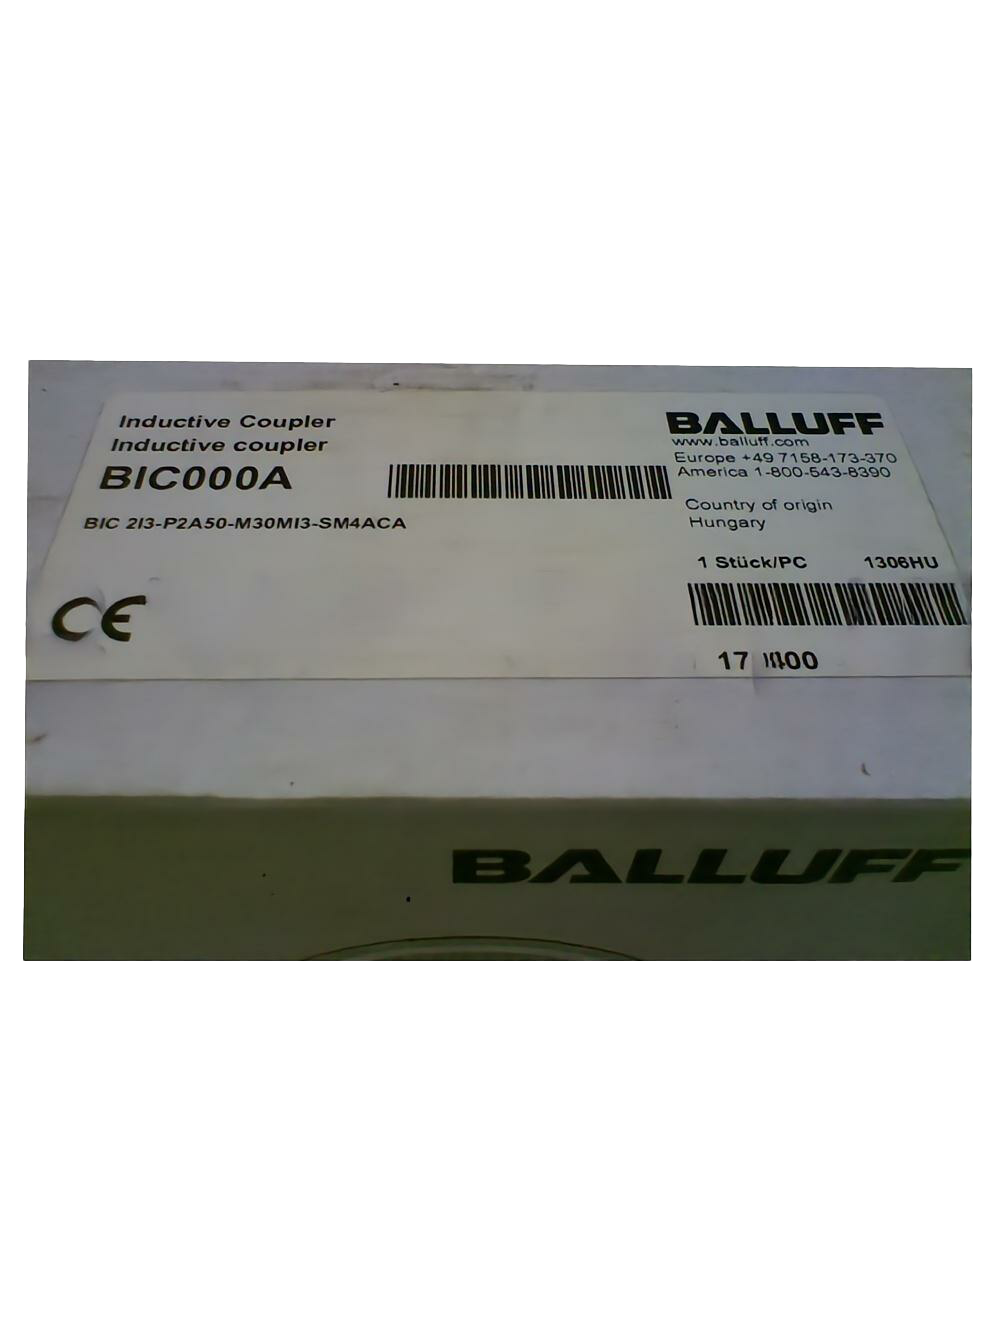 Inductive Coupler
Inductive coupler
BIC000A
BIC 2I3-P2A50-M30MI3-SM4ACA
CE
BALLUFF
www.balluff.com
Europe +49 7158-173-370
America 1-800-543-8390
Country of origin
Hungary
1 Stück/PC 1306HU
BALLUFF